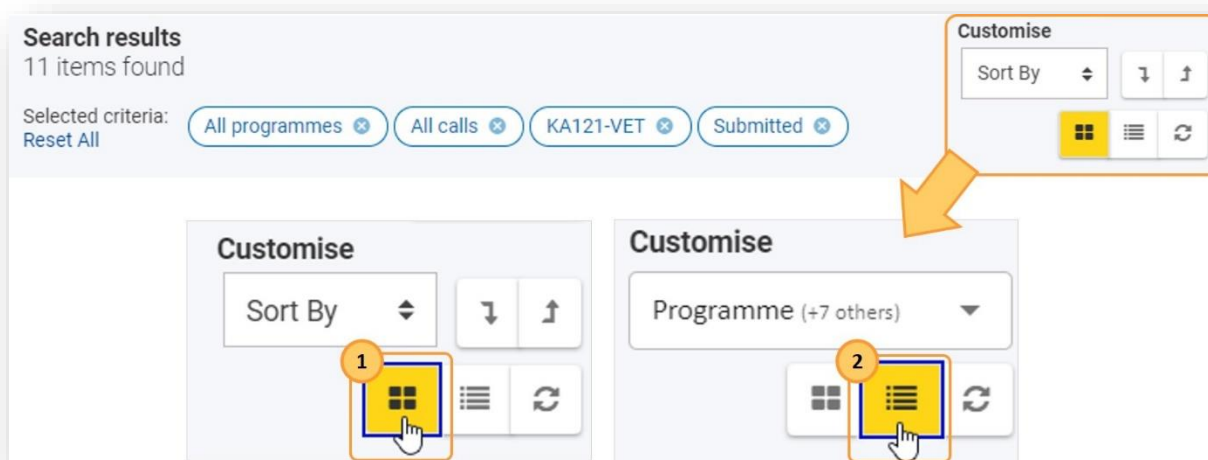 Search results
11 items found
Selected criteria:
Reset All
All programmes
All calls
KA121-VET
Submitted
Customise
Sort By
Customise
Sort By
1
Customise
Programme (+7 others)
2